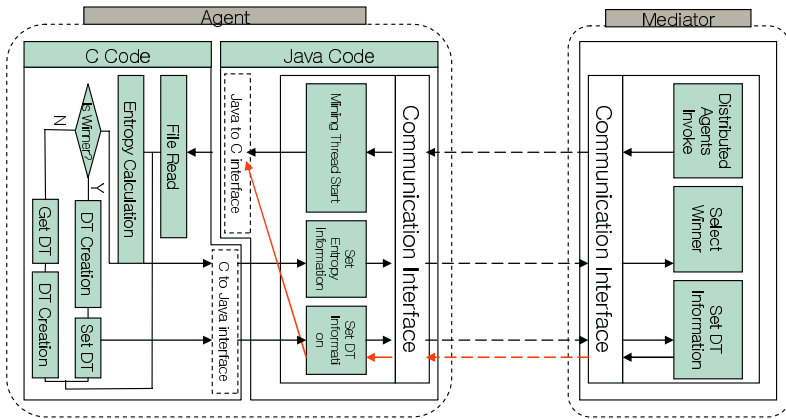 Agent
Mediator
C Code
Java Code
Is Winner?
N
Y
Entropy Calculation
File Read
Get DT
DT Creation
DT Creation
Set DT
Java to C interface
C to Java interface
Mining Thread Start
Set
Entropy
Information
Set DT
Informati
on
Communication Interface
Communication Interface
Distributed
Agents
Invoke
Select
Winner
Set DT
Information